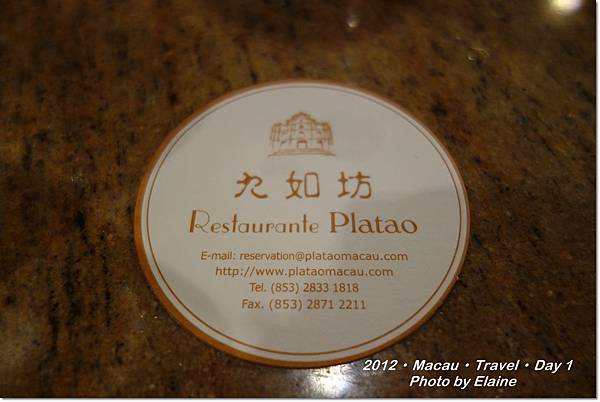 九如坊
Restaurante Platao
E-mail: reservation@plataomacau.com
http://www.plataomacau.com
Tel. (853) 2833 1818
Fax. (853) 2871 2211
2012・Macau・Travel・Day 1
Photo by Elaine